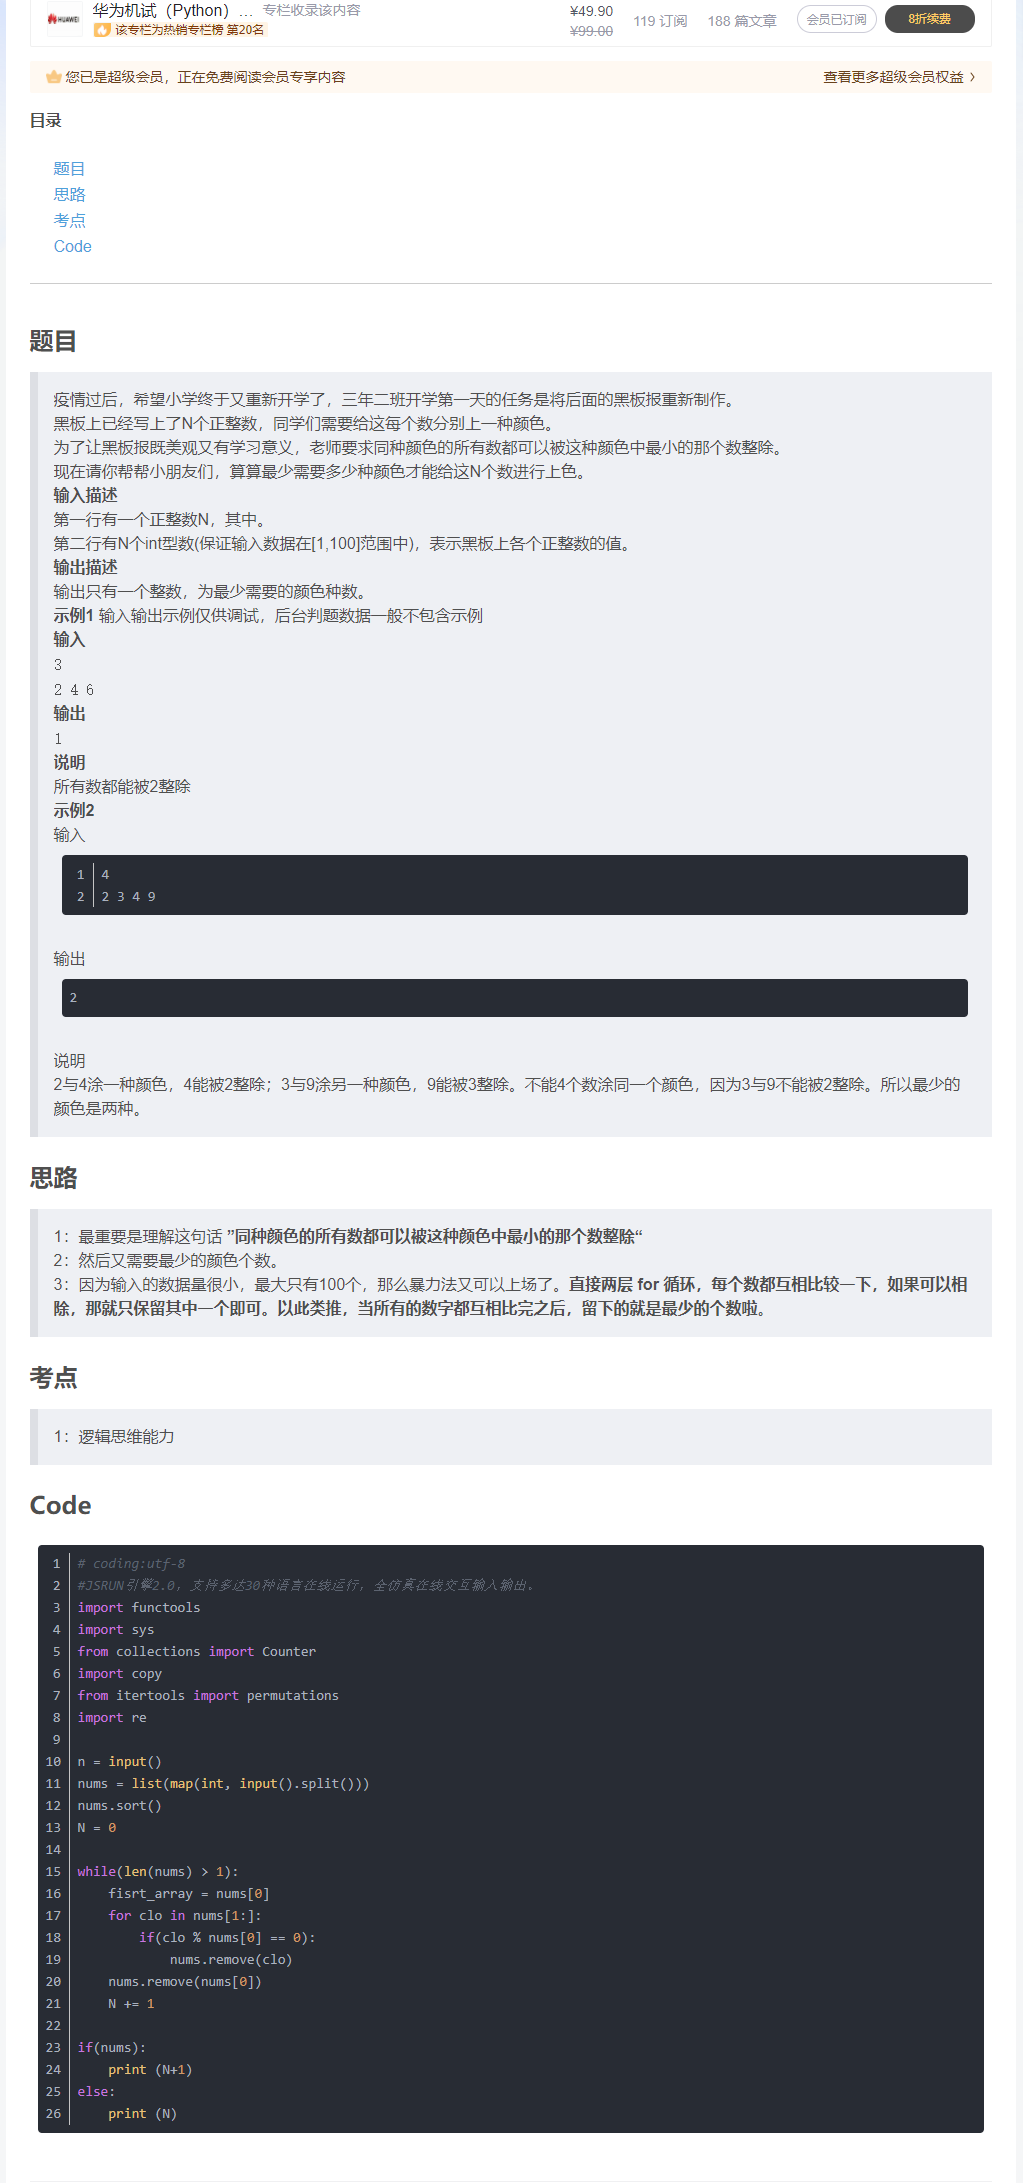 华为机试（Python）... 专栏收录该内容
该专栏为热销专栏榜 第20名
¥49.90
¥99.00
119 订阅 188 篇文章 会员已订阅 8折续费
HUAWEI
您已是超级会员，正在免费阅读会员专享内容 查看更多超级会员权益 >
目录
题目
思路
考点
Code
题目
疫情过后，希望小学终于又重新开学了，三年二班开学第一天的任务是将后面的黑板报重新制作。
黑板上已经写上了N个正整数，同学们需要给这每个数分别上一种颜色。
为了让黑板报既美观又有学习意义，老师要求同种颜色的所有数都可以被这种颜色中最小的那个数整除。
现在请你帮帮小朋友们，算算最少需要多少种颜色才能给这N个数进行上色。
输入描述
第一行有一个正整数N，其中。
第二行有N个int型数(保证输入数据在[1,100]范围中)，表示黑板上各个正整数的值。
输出描述
输出只有一个整数，为最少需要的颜色种数。
示例1 输入输出示例仅供调试，后台判题数据一般不包含示例
输入
3
2 4 6
输出
1
说明
所有数都能被2整除
示例2
输入
1 4
2 2 3 4 9
输出
2
说明
2与4涂一种颜色，4能被2整除；3与9涂另一种颜色，9能被3整除。不能4个数涂同一个颜色，因为3与9不能被2整除。所以最少的
颜色是两种。
思路
1：最重要是理解这句话 ”同种颜色的所有数都可以被这种颜色中最小的那个数整除“
2：然后又需要最少的颜色个数。
3：因为输入的数据量很小，最大只有100个，那么暴力法又可以上场了。直接两层 for 循环，每个数都互相比较一下，如果可以相
除，那就只保留其中一个即可。以此类推，当所有的数字都互相比完之后，留下的就是最少的个数啦。
考点
1：逻辑思维能力
Code
1 # coding:utf-8
2 #JSRUN引擎2.0，支持多达30种语言在线运行，全仿真在线交互输入输出。
3 import functools
4 import sys
5 from collections import Counter
6 import copy
7 from itertools import permutations
8 import re
9
10 n = input()
11 nums = list(map(int, input().split()))
12 nums.sort()
13 N = 0
14
15 while(len(nums) > 1):
16     fisrt_array = nums[0]
17     for clo in nums[1:]:
18         if(clo % nums[0] == 0):
19             nums.remove(clo)
20     nums.remove(nums[0])
21     N += 1
22
23 if(nums):
24     print (N+1)
25 else:
26     print (N)